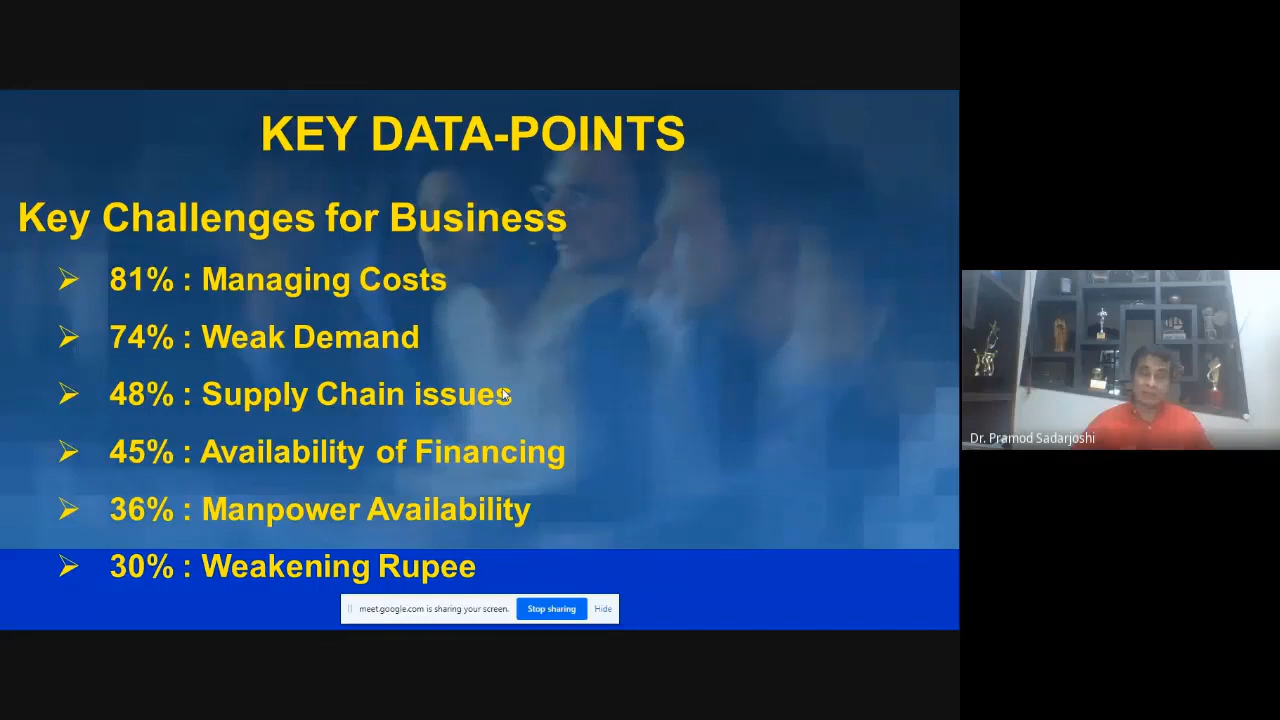 KEY DATA-POINTS
Key Challenges for Business
81% : Managing Costs
74% : Weak Demand
48% : Supply Chain issues
45% : Availability of Financing
36% : Manpower Availability
30% : Weakening Rupee
meet.google.com is sharing your screen. Stop sharing Hide
Dr. Pramod Sadarjoshi